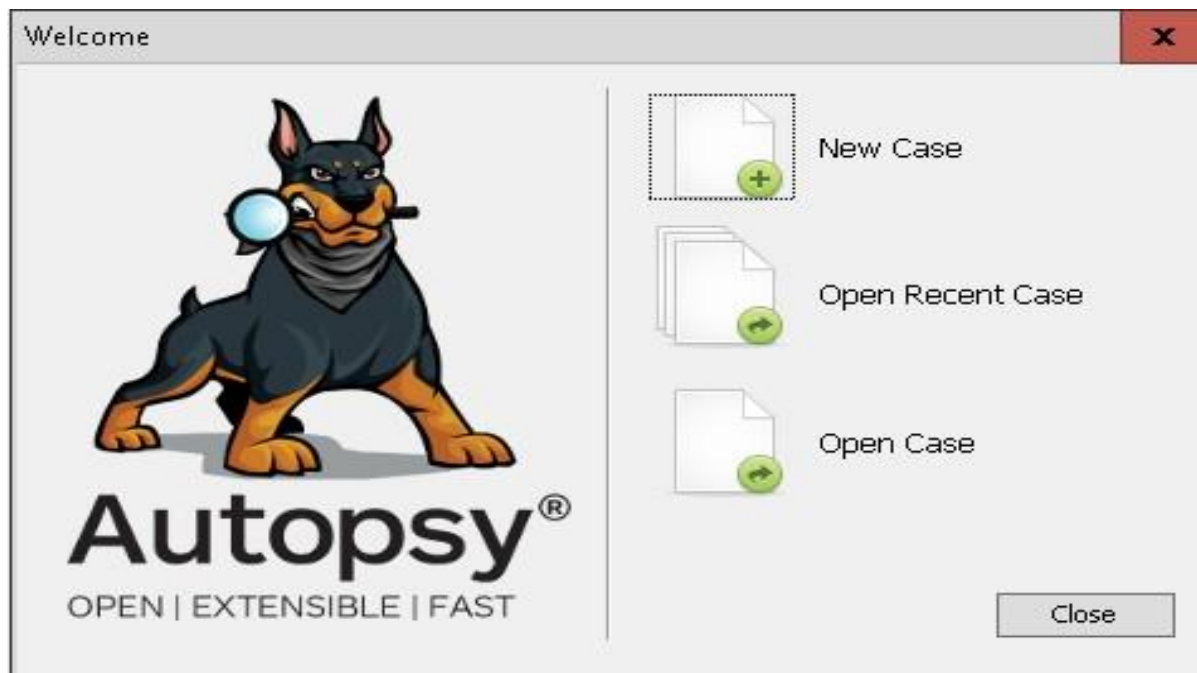 Welcome
X
New Case
Open Recent Case
Open Case
Autopsy®
OPEN | EXTENSIBLE | FAST
Close